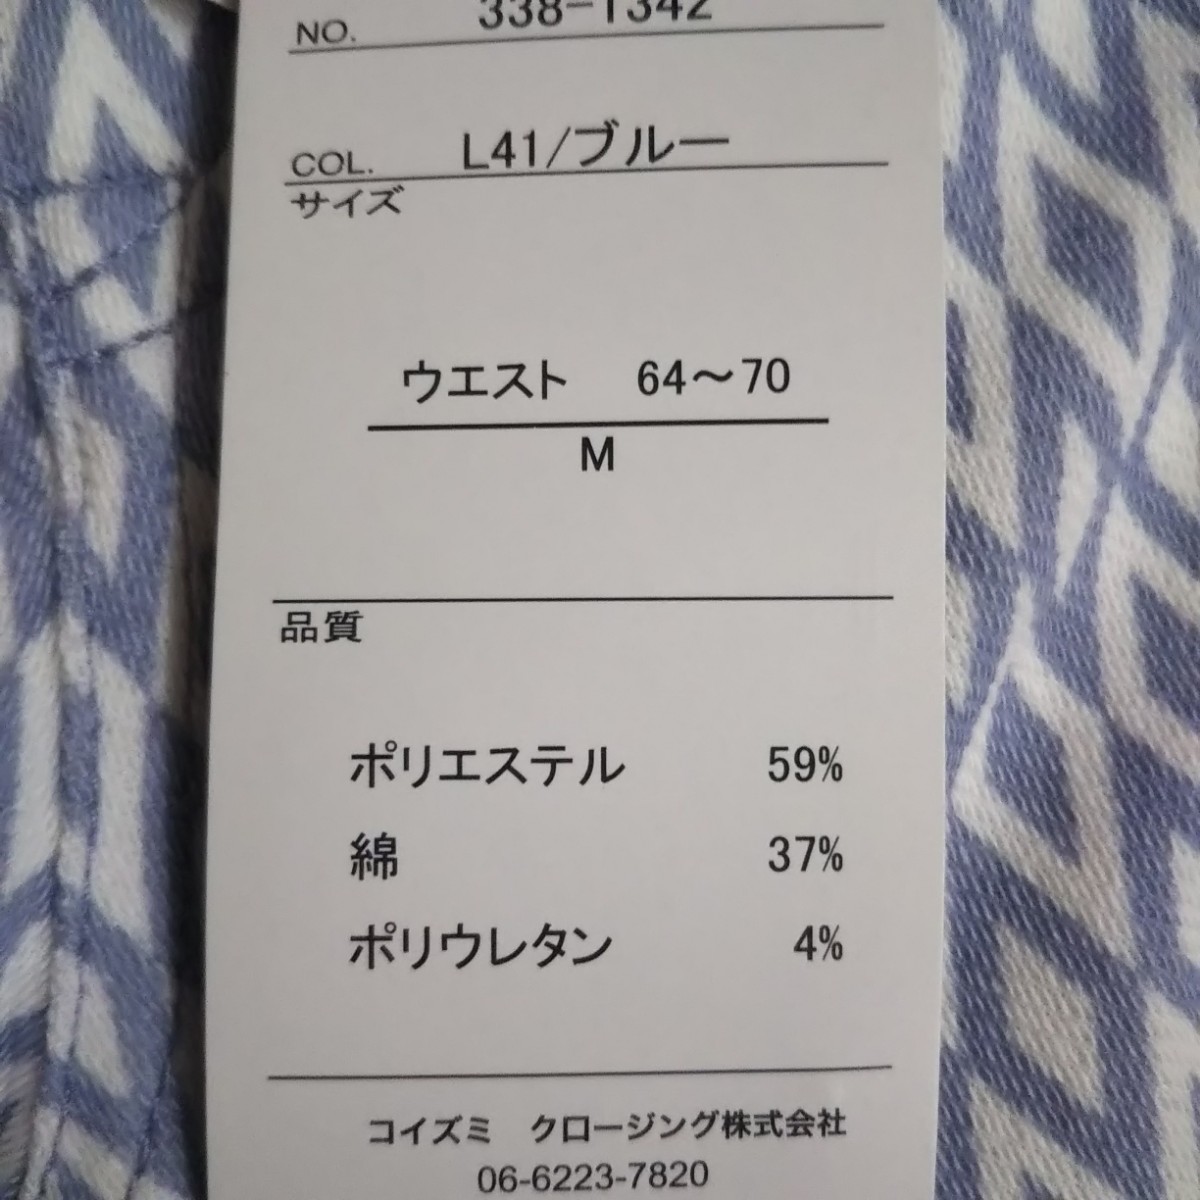 NO. 338-1342
COL. L41/ブルー
サイズ
ウエスト 64～70
M
品質
ポリエステル 59%
綿 37%
ポリウレタン 4%
コイズミ クロージング株式会社
06-6223-7820